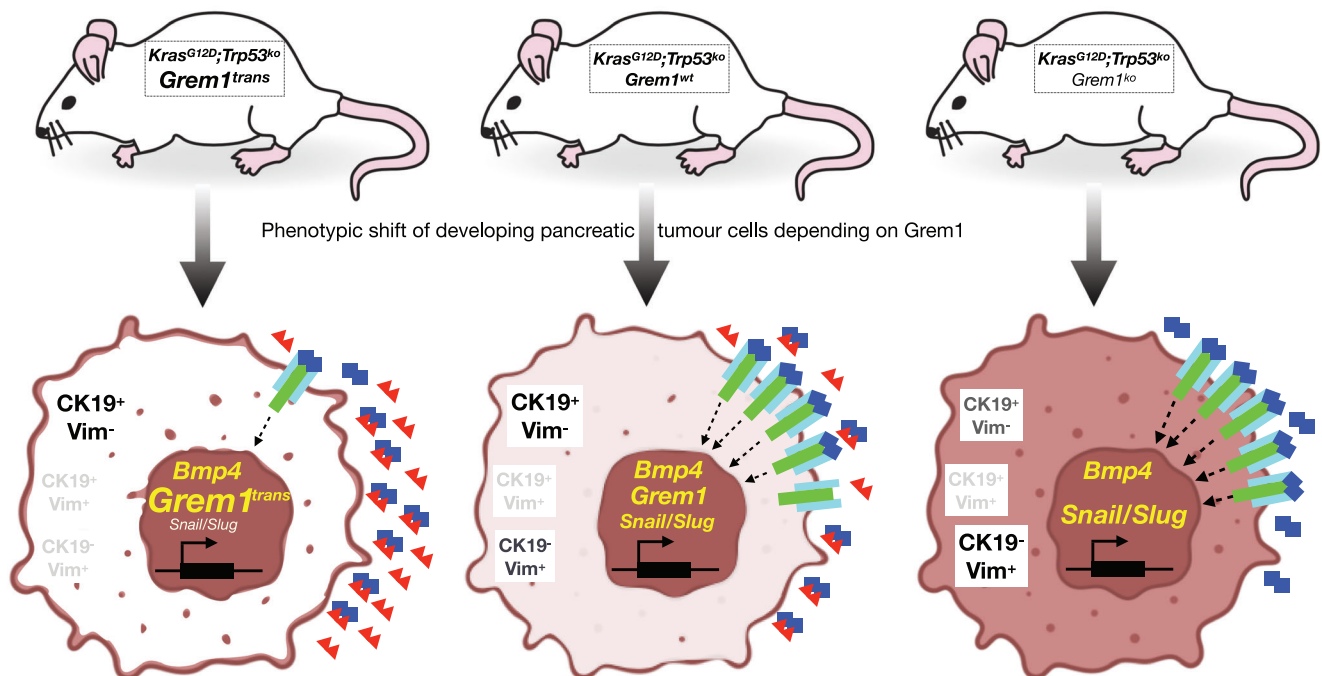 Kras^G12D;Trp53^ko
Grem1^trans
Kras^G12D;Trp53^ko
Grem1^wt
Kras^G12D;Trp53^ko
Grem1^ko
Phenotypic shift of developing pancreatic tumour cells depending on Grem1
CK19⁺
Vim⁻
CK19⁺
Vim⁺
CK19⁻
Vim⁺
Bmp4
Grem1^trans
Snail/Slug
CK19⁺
Vim⁻
CK19⁺
Vim⁺
CK19⁻
Vim⁺
Bmp4
Grem1
Snail/Slug
CK19⁺
Vim⁻
CK19⁺
Vim⁺
CK19⁻
Vim⁺
Bmp4
Snail/Slug